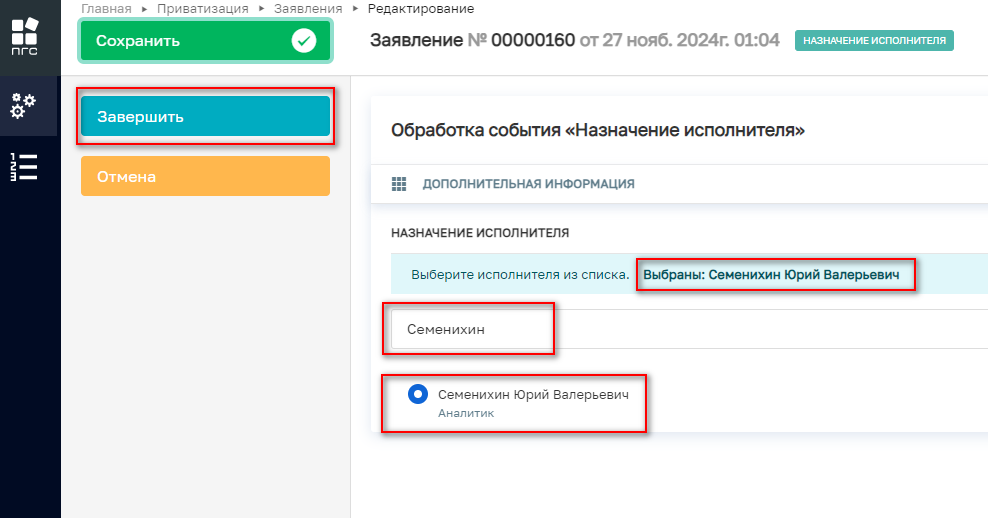 Главная ▸ Приватизация ▸ Заявления ▸ Редактирование
пгс
Сохранить
Заявление № 00000160 от 27 нояб. 2024г. 01:04
НАЗНАЧЕНИЕ ИСПОЛНИТЕЛЯ
Завершить
Отмена
Обработка события «Назначение исполнителя»
ДОПОЛНИТЕЛЬНАЯ ИНФОРМАЦИЯ
НАЗНАЧЕНИЕ ИСПОЛНИТЕЛЯ
Выберите исполнителя из списка. Выбраны: Семенихин Юрий Валерьевич
Семенихин
Семенихин Юрий Валерьевич
Аналитик